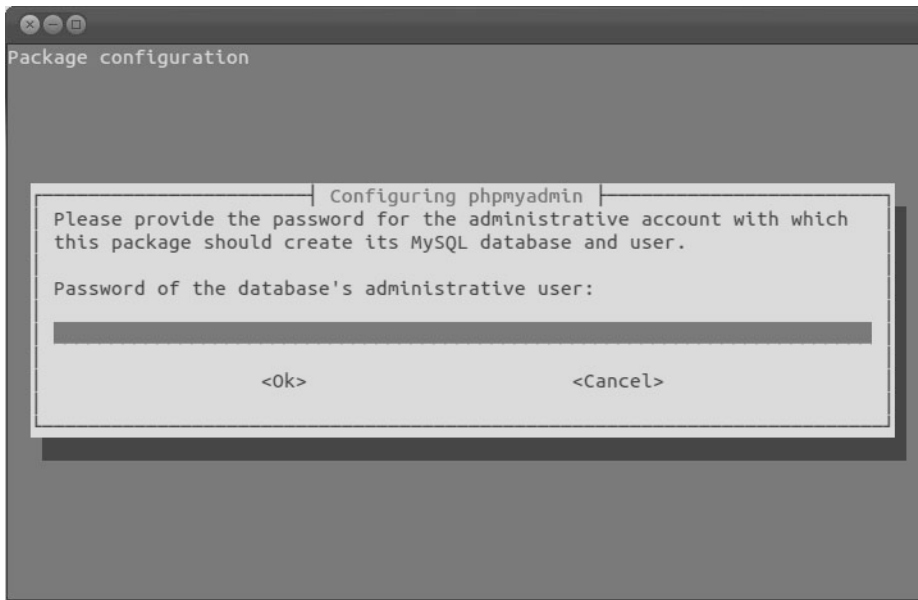 Package configuration
Configuring phpmyadmin
Please provide the password for the administrative account with which
this package should create its MySQL database and user.
Password of the database's administrative user:
<Ok> <Cancel>